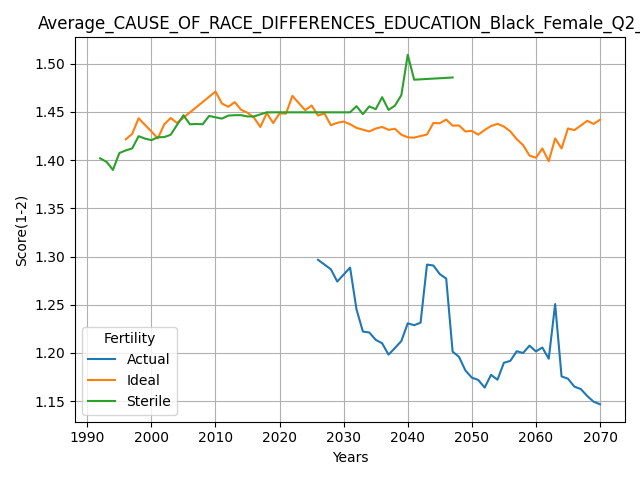 Average_CAUSE_OF_RACE_DIFFERENCES_EDUCATION_Black_Female_Q2_
1.50
1.45
1.40
1.35
1.30
1.25
1.20
1.15
Score(1-2)
Fertility
Actual
Ideal
Sterile
1990 2000 2010 2020 2030 2040 2050 2060 2070
Years